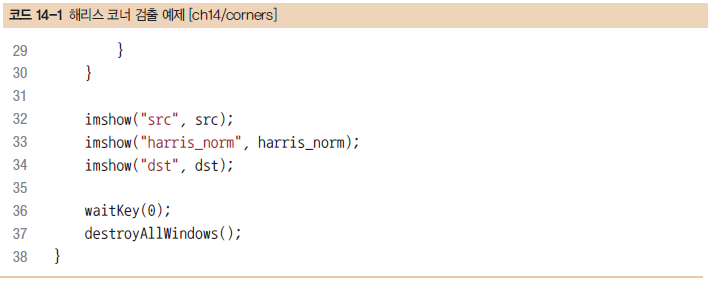 코드 14-1 해리스 코너 검출 예제 [ch14/corners]
29 }
30 }
31
32 imshow("src", src);
33 imshow("harris_norm", harris_norm);
34 imshow("dst", dst);
35
36 waitKey(0);
37 destroyAllWindows();
38 }